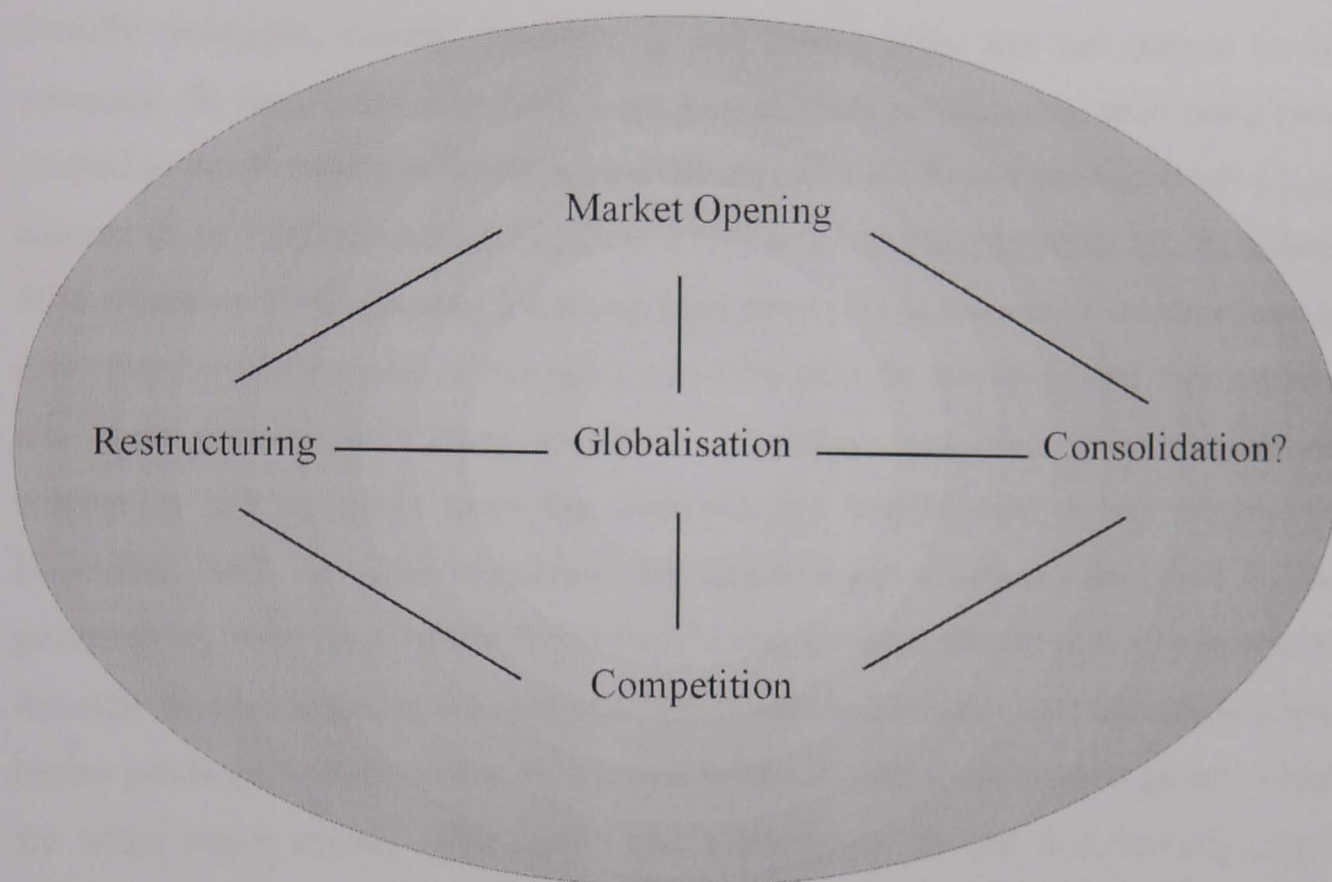 Market Opening
Restructuring Globalisation Consolidation?
Competition